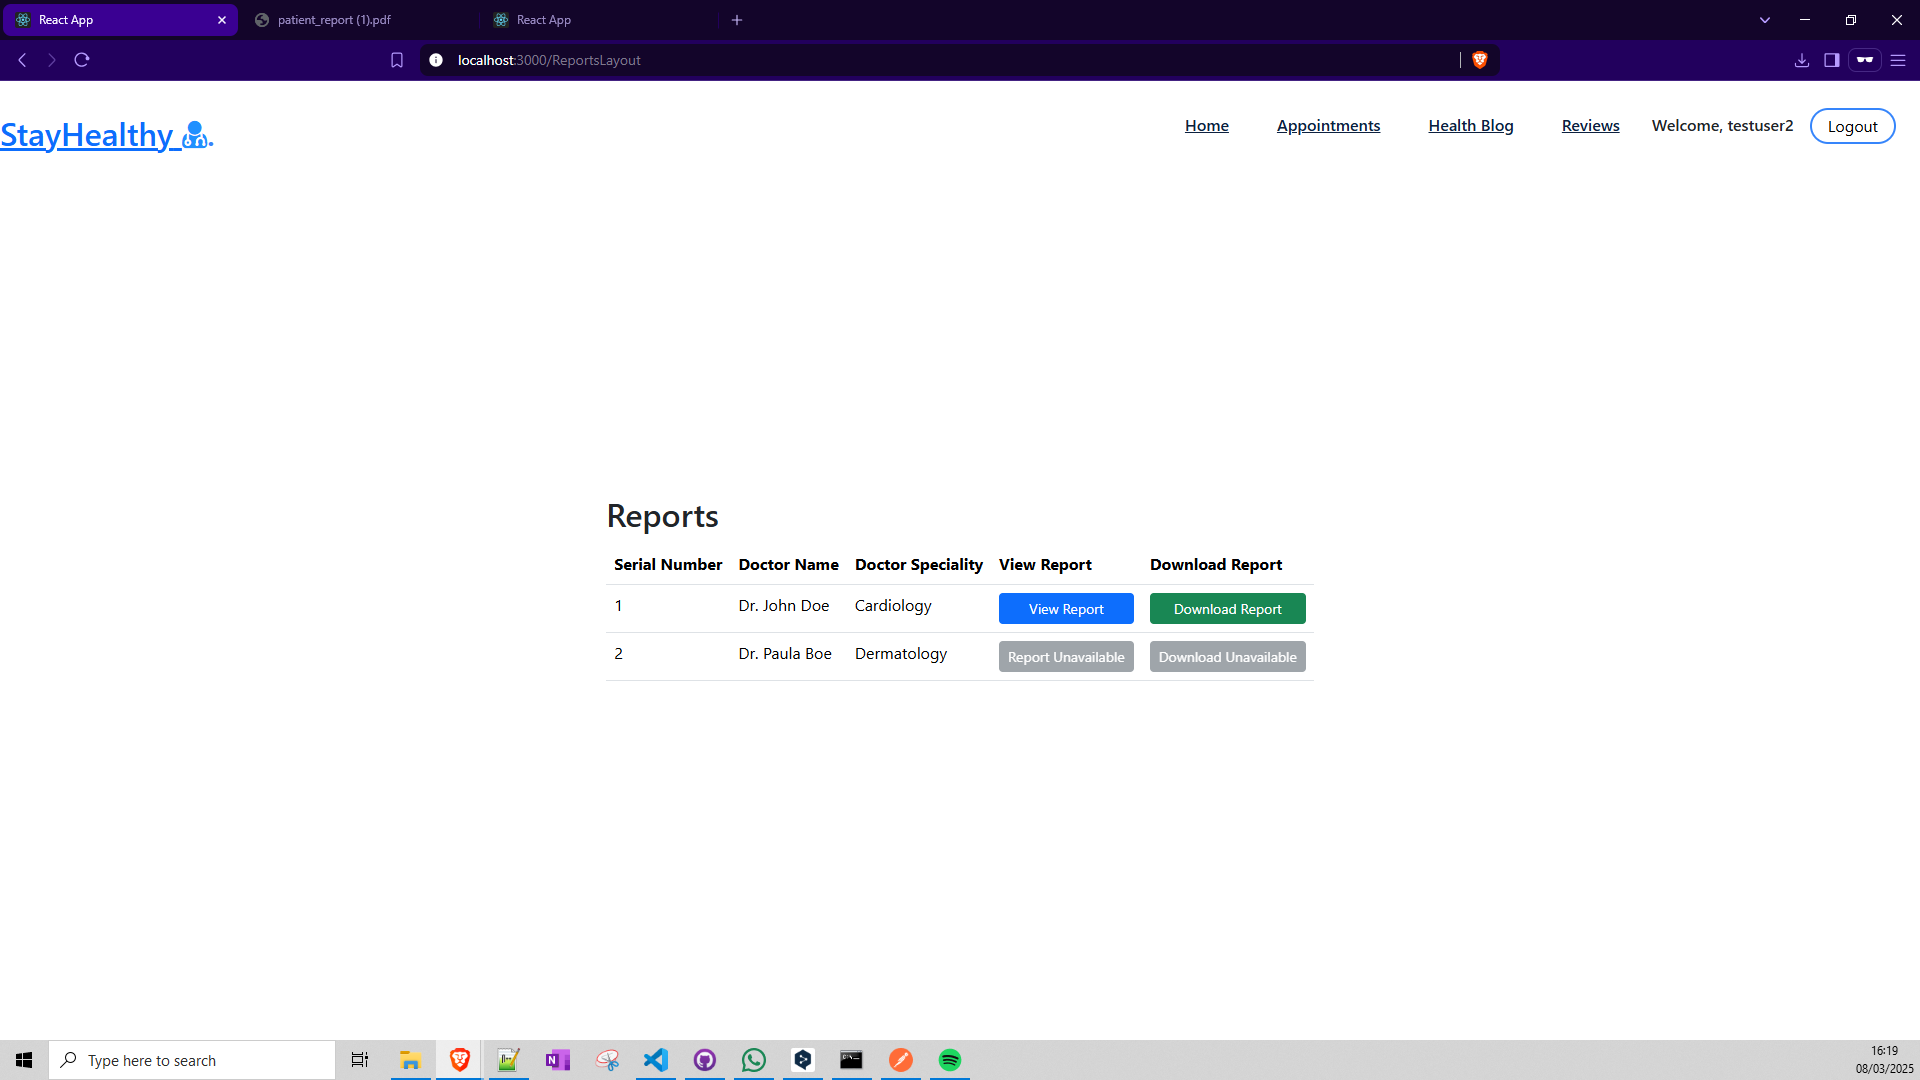 React App
patient_report (1).pdf
React App
localhost:3000/ReportsLayout
StayHealthy .
Home
Appointments
Health Blog
Reviews
Welcome, testuser2
Logout
Reports
Serial Number Doctor Name Doctor Speciality View Report Download Report
1 Dr. John Doe Cardiology View Report Download Report
2 Dr. Paula Boe Dermatology Report Unavailable Download Unavailable
Type here to search
16:19
08/03/2025